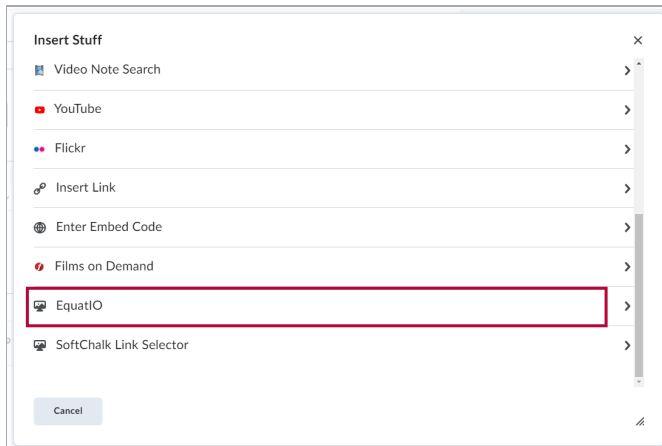 Insert Stuff
Video Note Search
YouTube
Flickr
Insert Link
Enter Embed Code
Films on Demand
EquatIO
SoftChalk Link Selector
Cancel